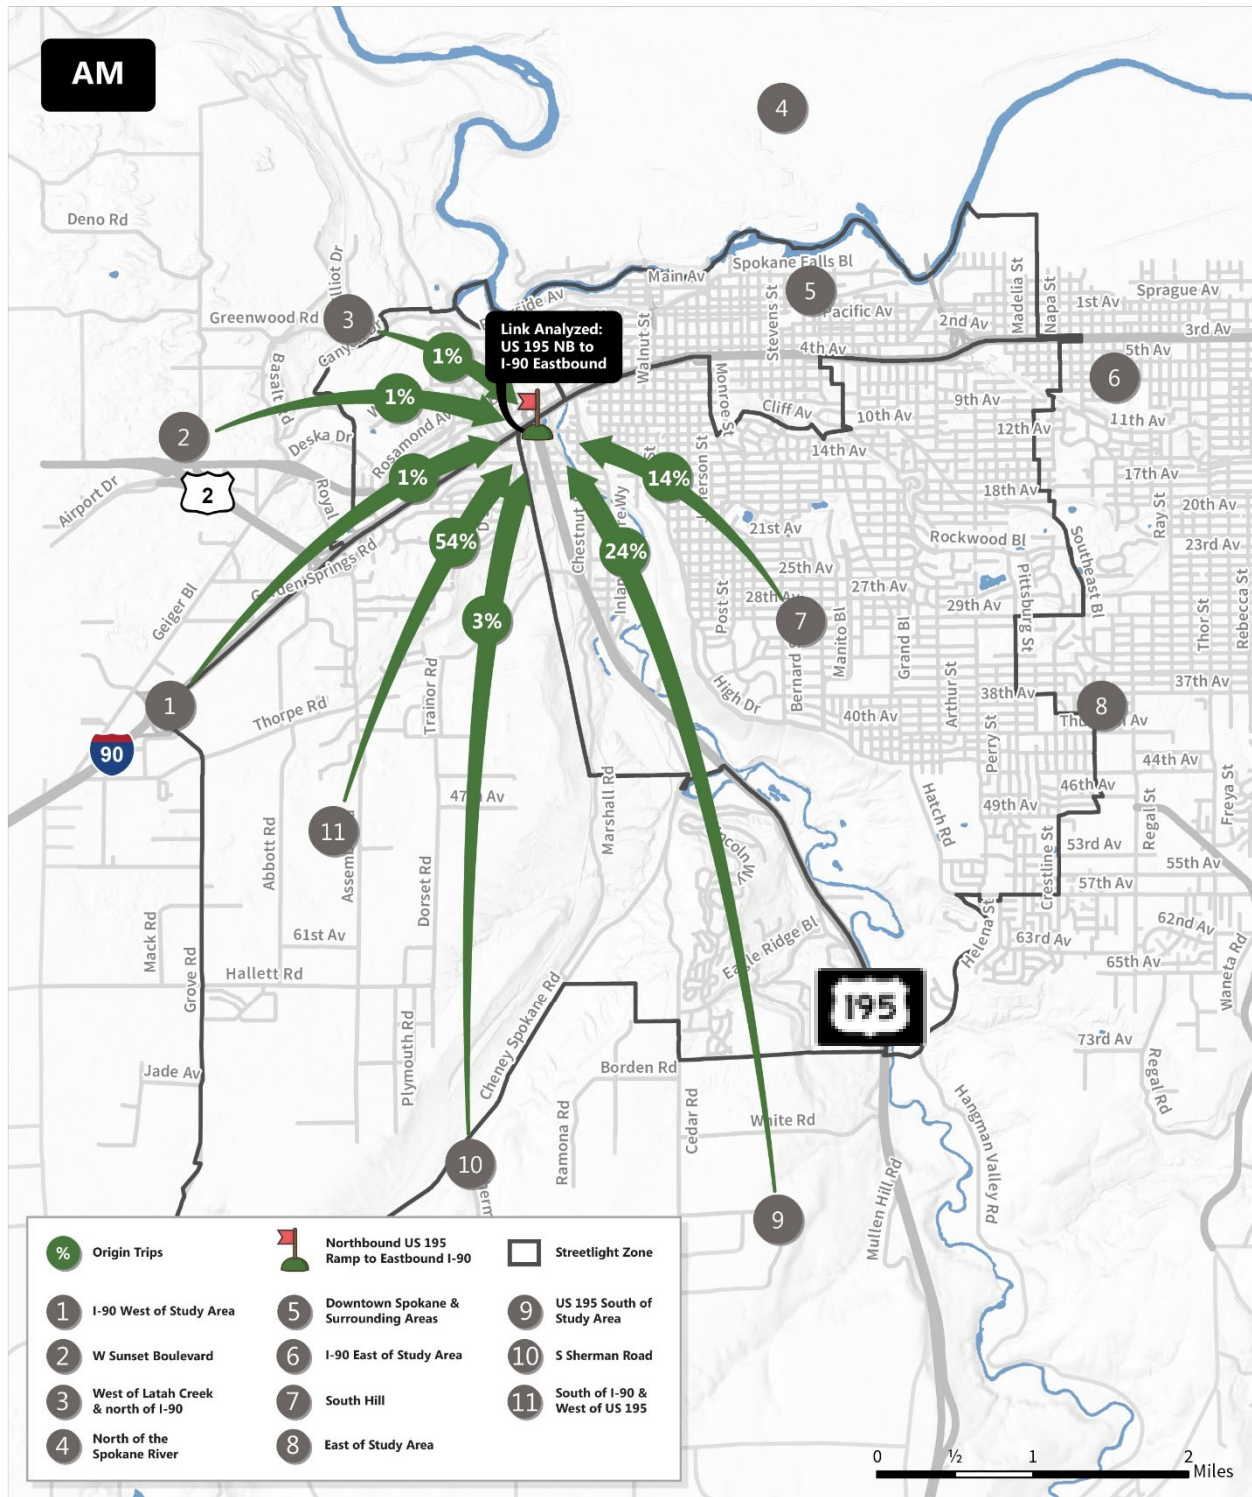 AM
4
Deno Rd
Elliot Dr
Spokane Falls Bl
Main Av
Stevens St
5
Madelia St
Napa St
Sprague Av
1st Av
Pacific Av
2nd Av
3rd Av
Greenwood Rd
3
Link Analyzed:
US 195 NB to
I-90 Eastbound
Walnut St
4th Av
5th Av
1%
Basalt Rd
Monroe St
6
Cliff Av
10th Av
9th Av
11th Av
12th Av
1%
2
Deska Dr
Rosamond Av
14th Av
17th Av
Airport Dr
2
Royal
1%
14%
18th Av
20th Av
Ray St
54%
24%
Chestnut
21st Av
Rockwood Bl
23rd Av
Southeast Bl
25th Av
27th Av
28th Av
29th Av
Garden Springs Rd
Geiger Bl
3%
Post St
7
Bernard
Manito Bl
Grand Bl
Pittsburg St
Thor St
Rebecca St
Trainor Rd
High Dr
Arthur St
37th Av
38th Av
1
Thorpe Rd
40th Av
8
Perry St
90
44th Av
46th Av
47th Av
11
Marshall Rd
Hatch Rd
49th Av
Regal St
Freya St
Abbott Rd
53rd Av
Crestline St
55th Av
57th Av
Dorset Rd
Mack Rd
61st Av
Eagle Ridge Bl
Helena St
62nd Av
63rd Av
65th Av
Waneta Rd
Grove Rd
Hallett Rd
Cheney Spokane Rd
195
73rd Av
Plymouth Rd
Jade Av
Borden Rd
Regal Rd
Ramona Rd
Cedar Rd
White Rd
Hangman Valley Rd
10
Mullen Hill Rd
9
% Origin Trips
Northbound US 195
Ramp to Eastbound I-90
Streetlight Zone
1 I-90 West of Study Area
2 W Sunset Boulevard
3 West of Latah Creek
& north of I-90
4 North of the
Spokane River
5 Downtown Spokane &
Surrounding Areas
6 I-90 East of Study Area
7 South Hill
8 East of Study Area
9 US 195 South of
Study Area
10 S Sherman Road
11 South of I-90 &
West of US 195
0 ½ 1 2
Miles